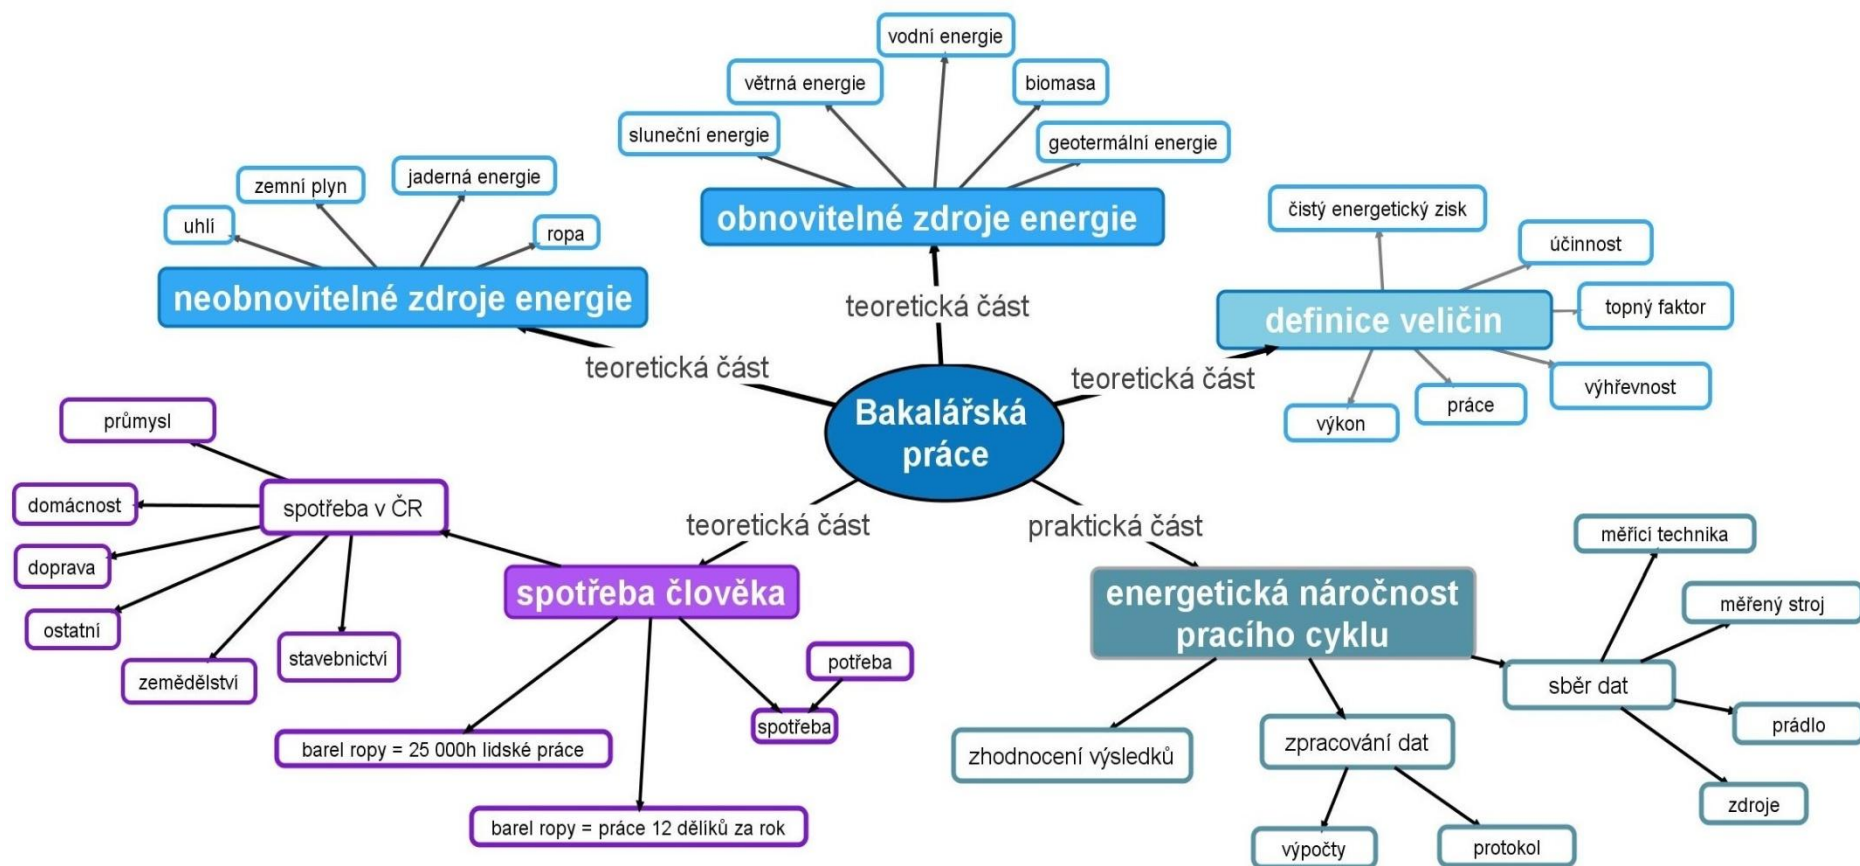 vodní energie
větrná energie
biomasa
sluneční energie
geotermální energie
obnovitelné zdroje energie
zemní plyn
jaderná energie
uhlí
ropa
neobnovitelné zdroje energie
čistý energetický zisk
účinnost
topný faktor
definice veličin
výhřevnost
práce
výkon
teoretická část
teoretická část
teoretická část
Bakalářská
práce
teoretická část
praktická část
průmysl
domácnost
spotřeba v ČR
doprava
ostatní
zemědělství
stavebnictví
spotřeba člověka
potřeba
spotřeba
barel ropy = 25 000h lidské práce
barel ropy = práce 12 dělíků za rok
energetická náročnost
pracího cyklu
měřící technika
měřený stroj
sběr dat
prádlo
zdroje
zhodnocení výsledků
zpracování dat
výpočty
protokol